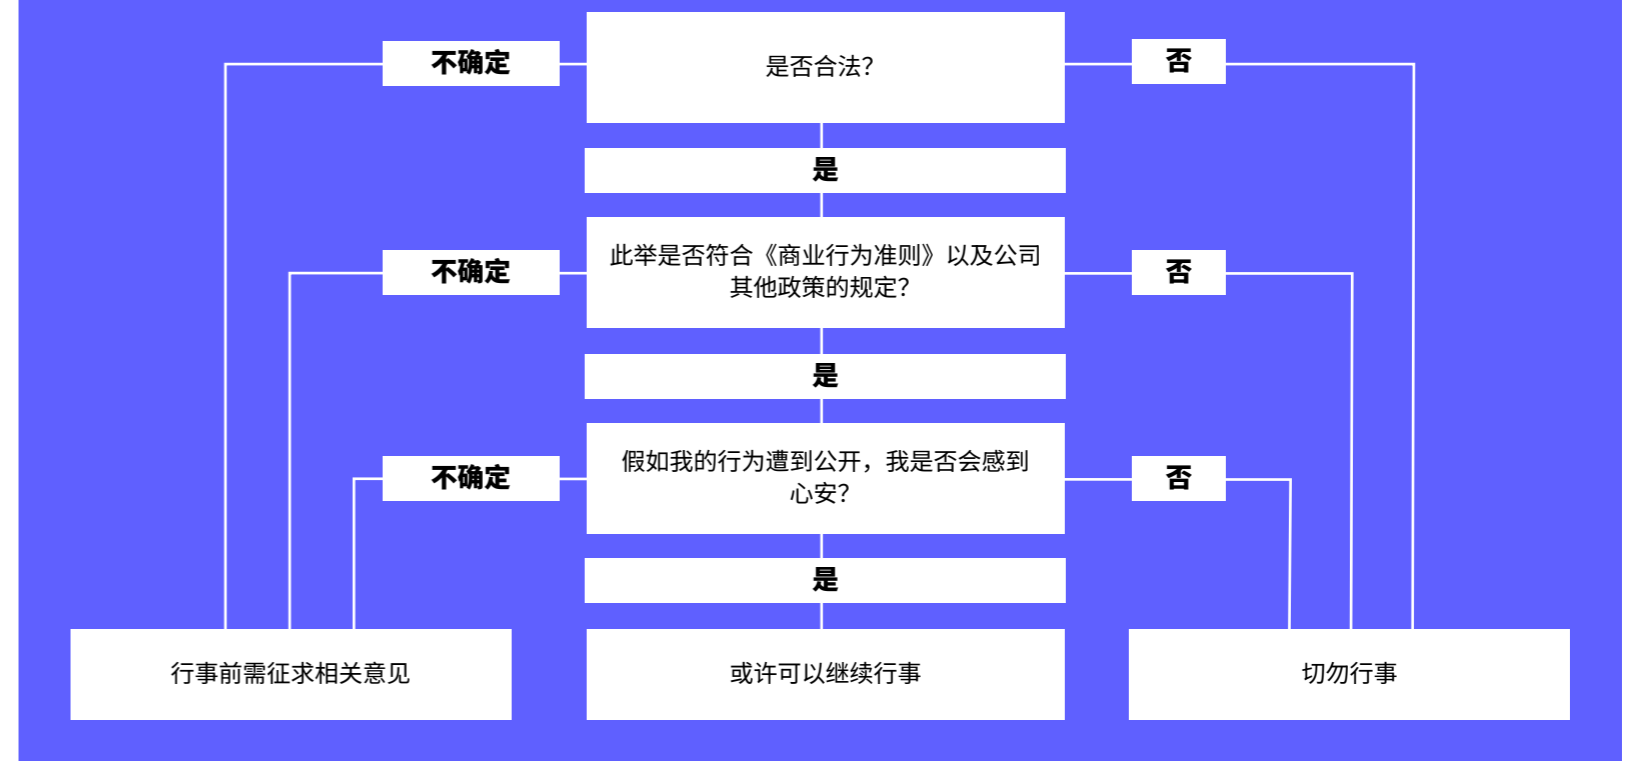 不确定
是否合法？
否
是
不确定
此举是否符合《商业行为准则》以及公司
其他政策的规定？
否
是
不确定
假如我的行为遭到公开，我是否会感到
心安？
否
是
行事前需征求相关意见
或许可以继续行事
切勿行事